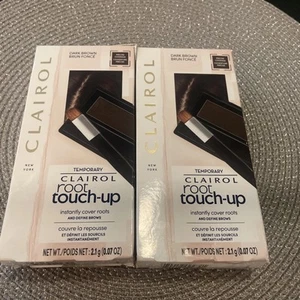 CLAIROL
NEW YORK
DARK BROWN
BRUN FONCÉ
TEMPORARY
CLAIROL
root
touch-up
instantly cover roots
AND DEFINE BROWS
couvre la repousse
ET DÉFINIT LES SOURCILS
INSTANTANÉMENT
NET WT./POIDS NET : 2.1 g (0.07 OZ)
CLAIROL
NEW YORK
DARK BROWN
BRUN FONCÉ
TEMPORARY
CLAIROL
root
touch-up
instantly cover roots
AND DEFINE BROWS
couvre la repousse
ET DÉFINIT LES SOURCILS
INSTANTANÉMENT
NET WT./POIDS NET : 2.1 g (0.07 OZ)